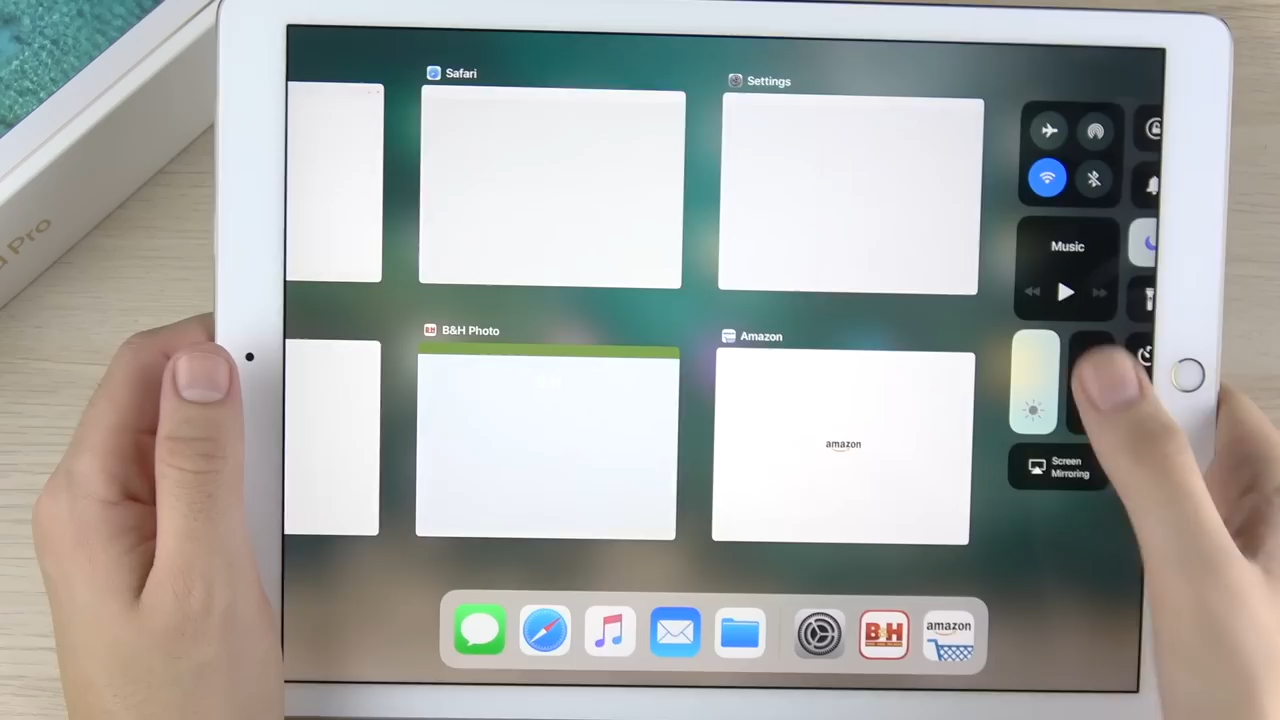 Safari
Settings
Music
B&H Photo
Amazon
amazon
Screen
Mirroring
B&H
amazon
Pro